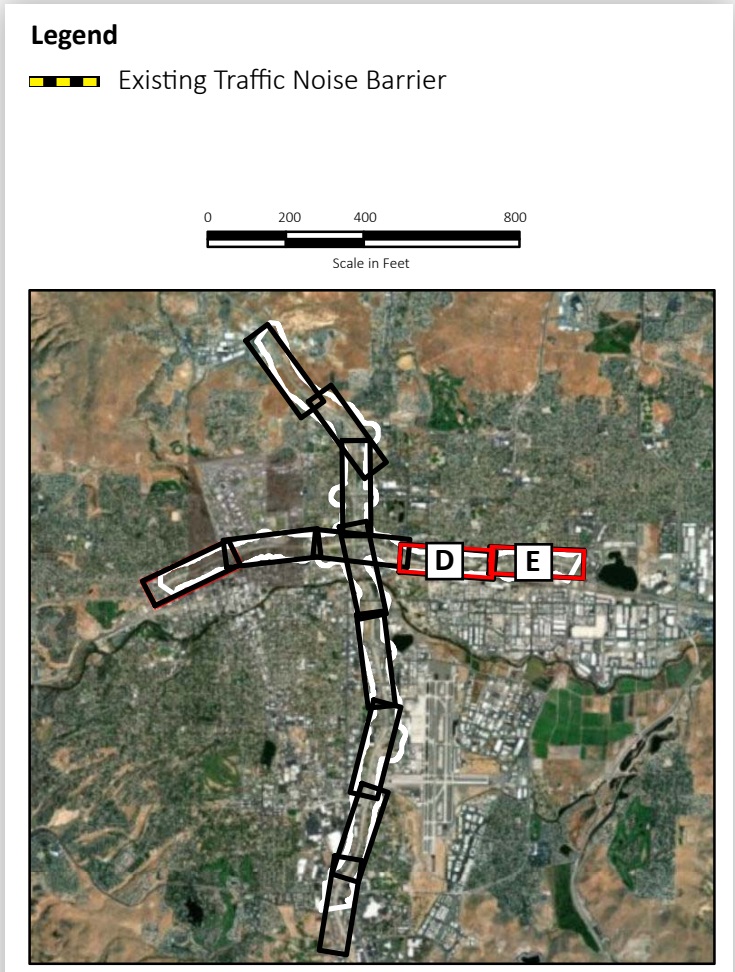 Legend
Existing Traffic Noise Barrier
0 200 400 800
Scale in Feet
D E